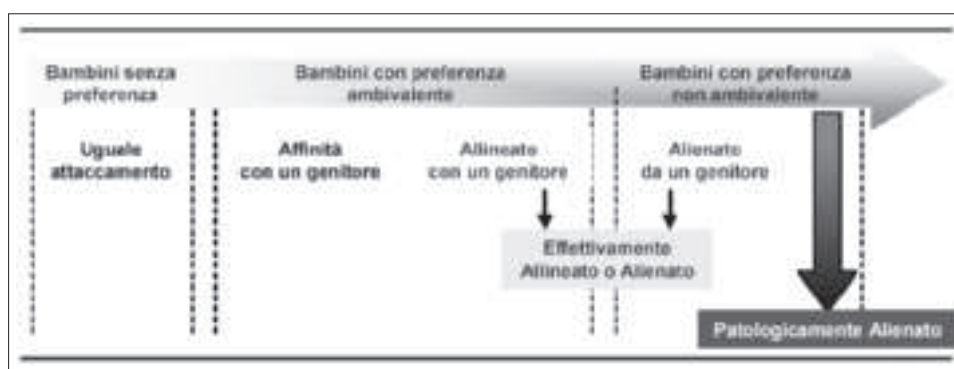 Bambini senza
preferenza
Bambini con preferenza
ambivalente
Bambini con preferenza
non ambivalente
Uguale
attaccamento
Affinità
con un genitore
Allineato
con un genitore
Alienato
da un genitore
Effettivamente
Allineato o Alienato
Patologicamente Alienato